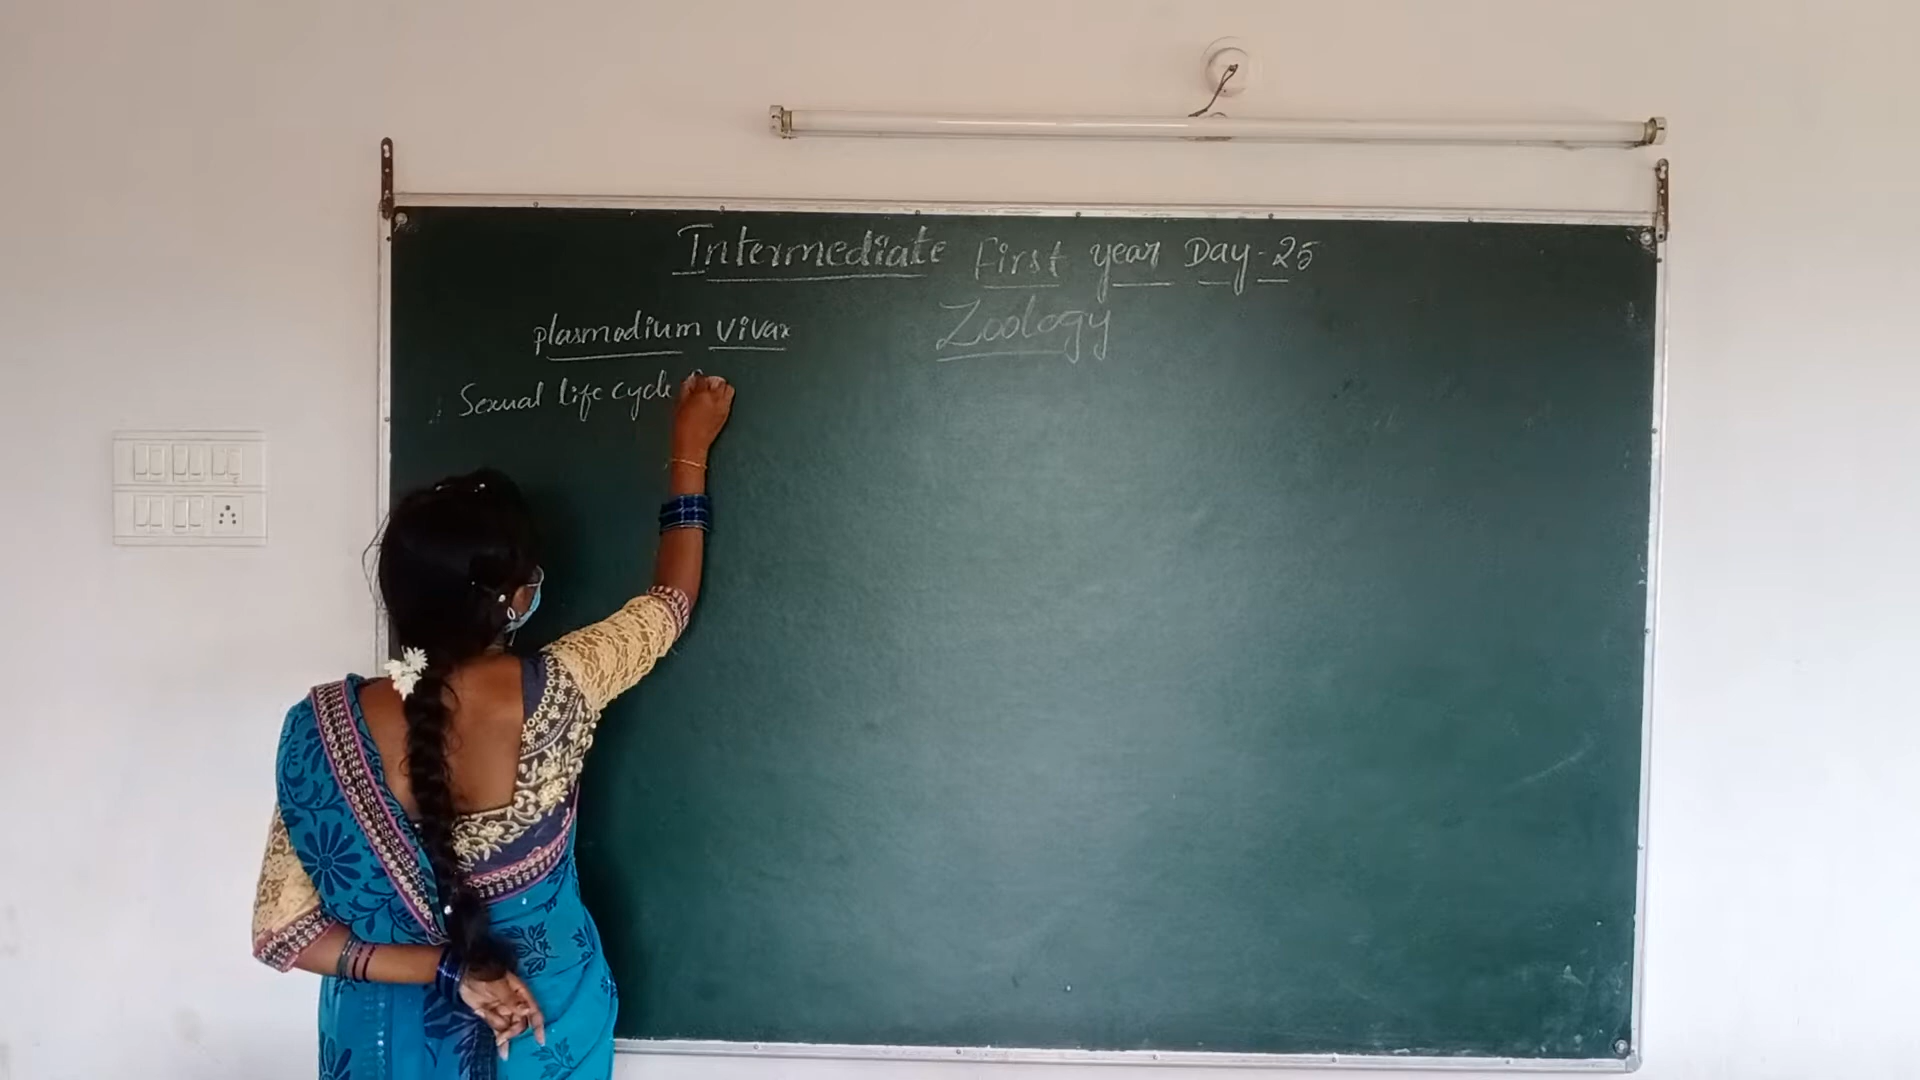 Intermediate First year Day-25
Zoology
plasmodium vivax
Sexual life cycle